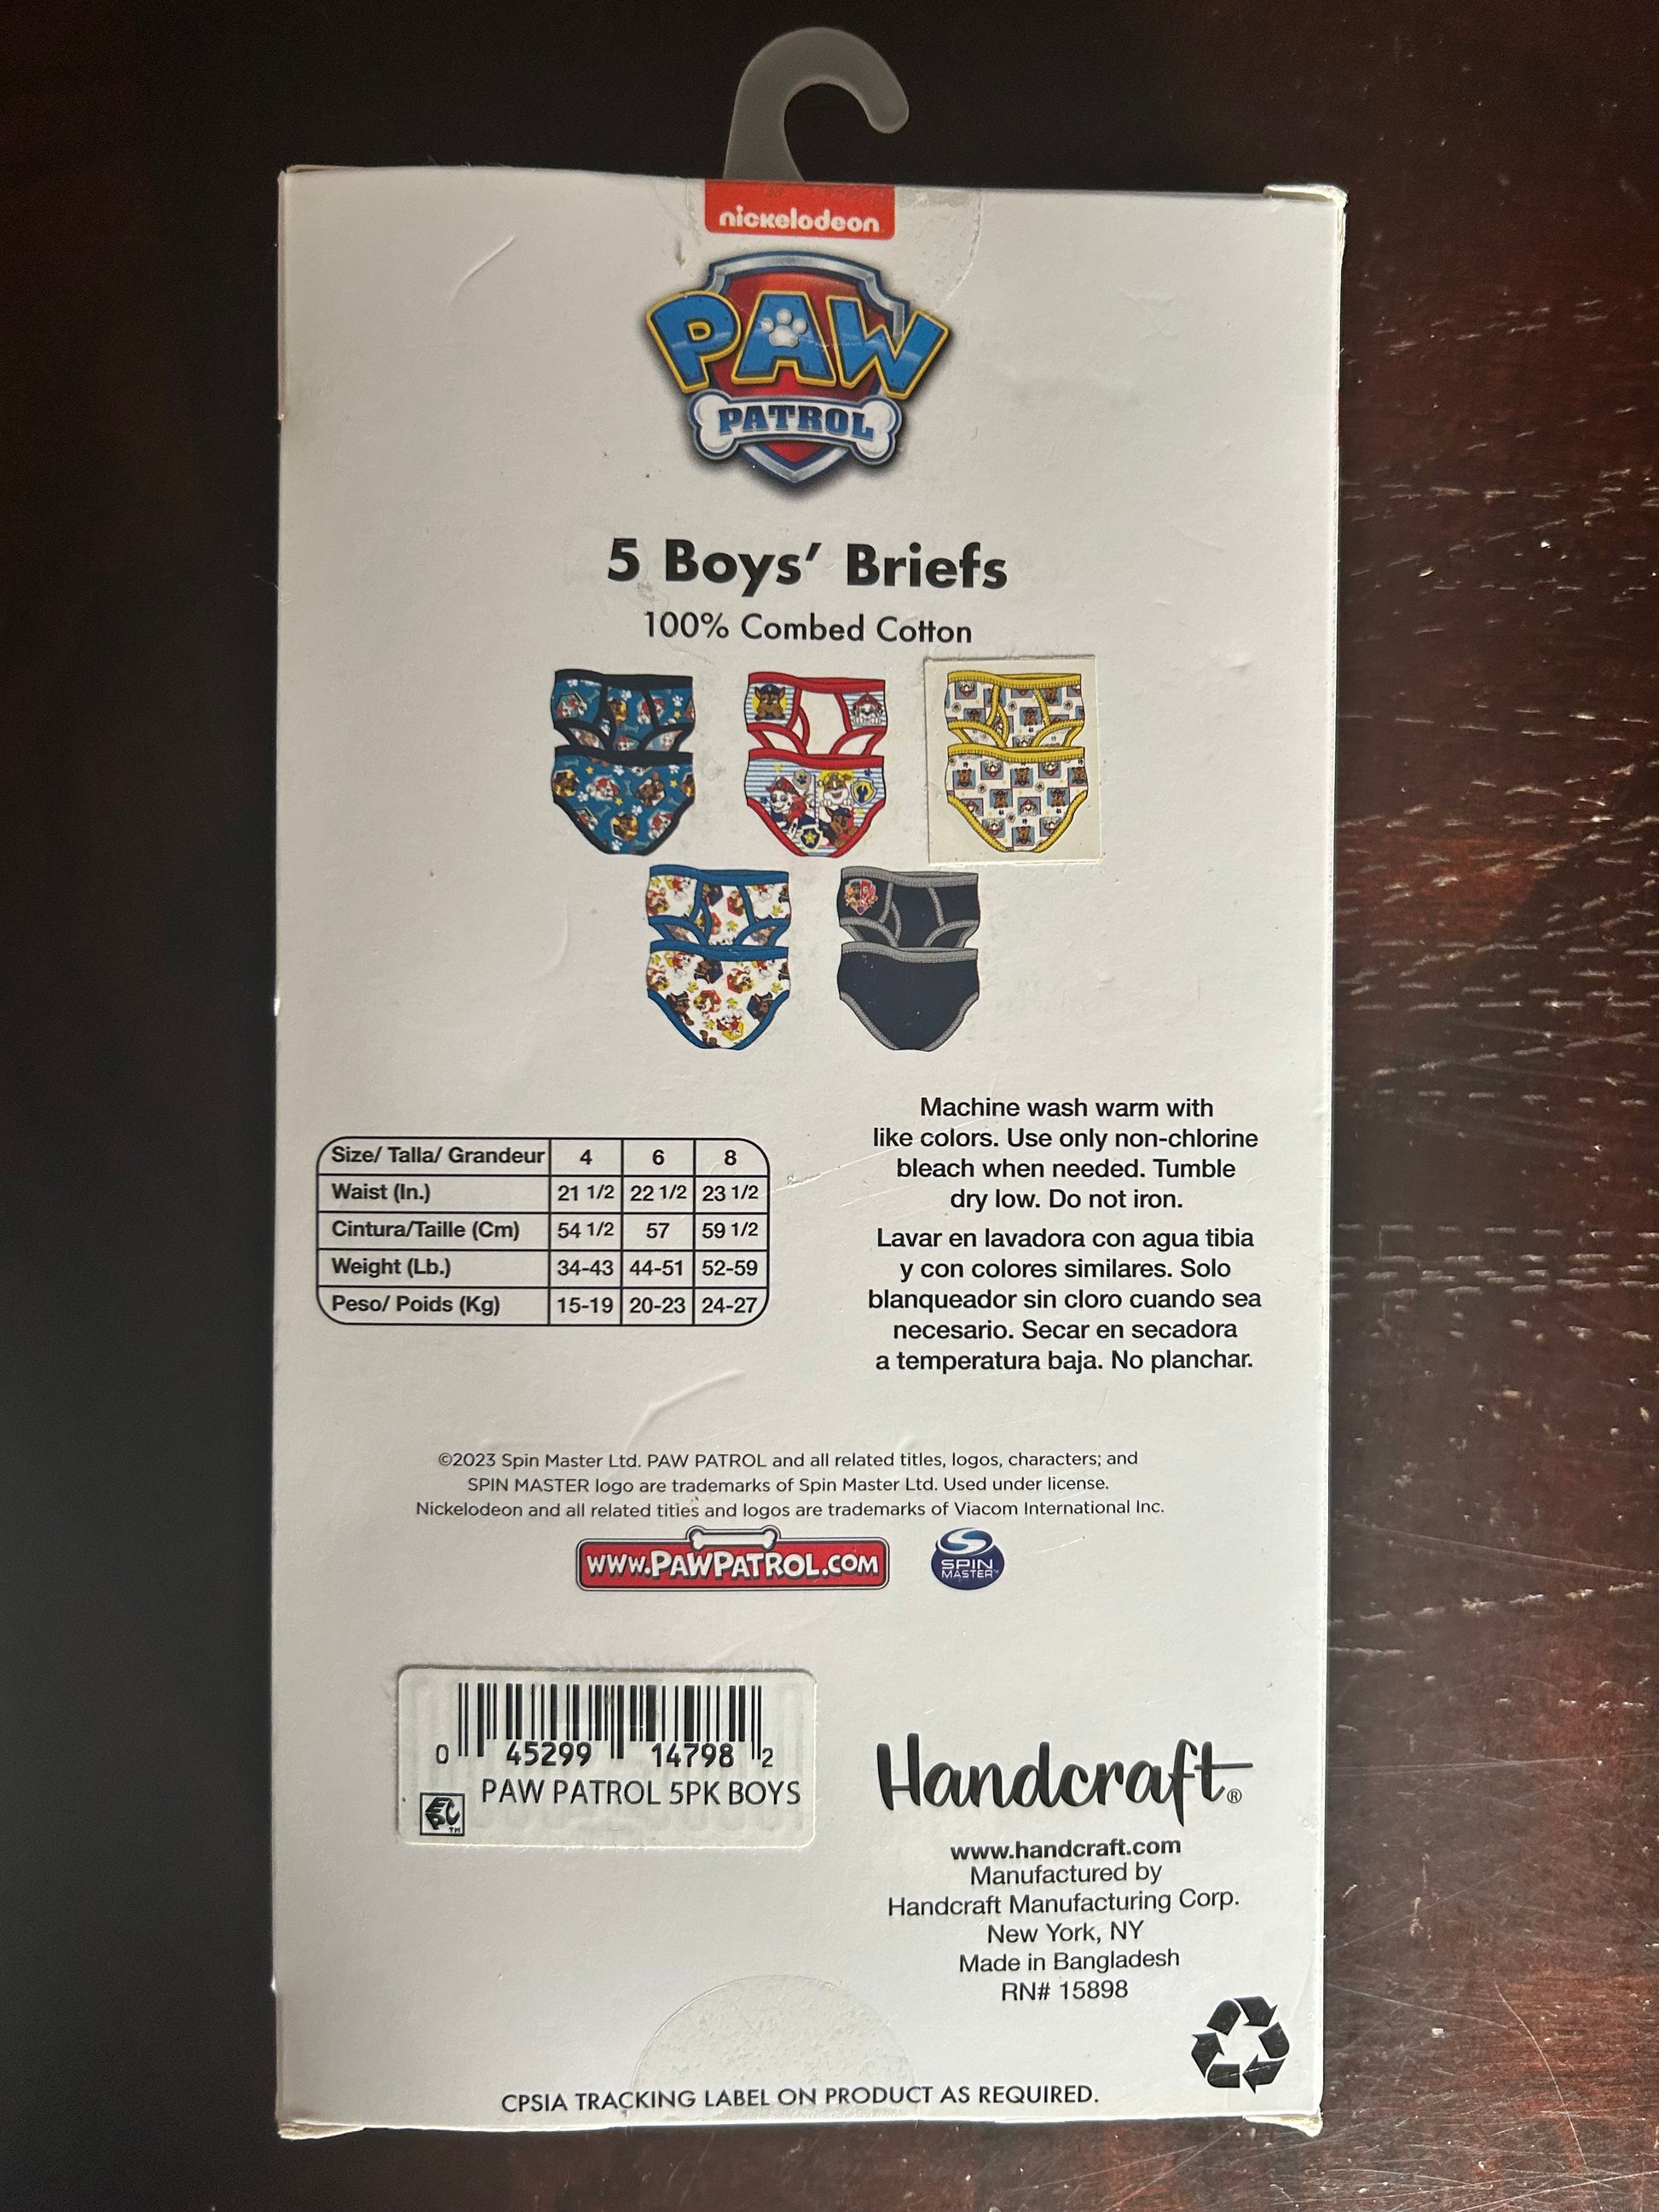 nickelodeon
PAW
PATROL
5 Boys' Briefs
100% Combed Cotton
Size/ Talla/ Grandeur 4 6 8
Waist (In.) 21 1/2 22 1/2 23 1/2
Cintura/Taille (Cm) 54 1/2 57 59 1/2
Weight (Lb.) 34-43 44-51 52-59
Peso/ Poids (Kg) 15-19 20-23 24-27
Machine wash warm with
like colors. Use only non-chlorine
bleach when needed. Tumble
dry low. Do not iron.
Lavar en lavadora con agua tibia
y con colores similares. Solo
blanqueador sin cloro cuando sea
necesario. Secar en secadora
a temperatura baja. No planchar.
©2023 Spin Master Ltd. PAW PATROL and all related titles, logos, characters; and
SPIN MASTER logo are trademarks of Spin Master Ltd. Used under license.
Nickelodeon and all related titles and logos are trademarks of Viacom International Inc.
WWW.PAWPATROL.COM
SPIN
MASTER™
0 45299 14798 2
PAW PATROL 5PK BOYS
EPC™
Handcraft®
www.handcraft.com
Manufactured by
Handcraft Manufacturing Corp.
New York, NY
Made in Bangladesh
RN# 15898
CPSIA TRACKING LABEL ON PRODUCT AS REQUIRED.